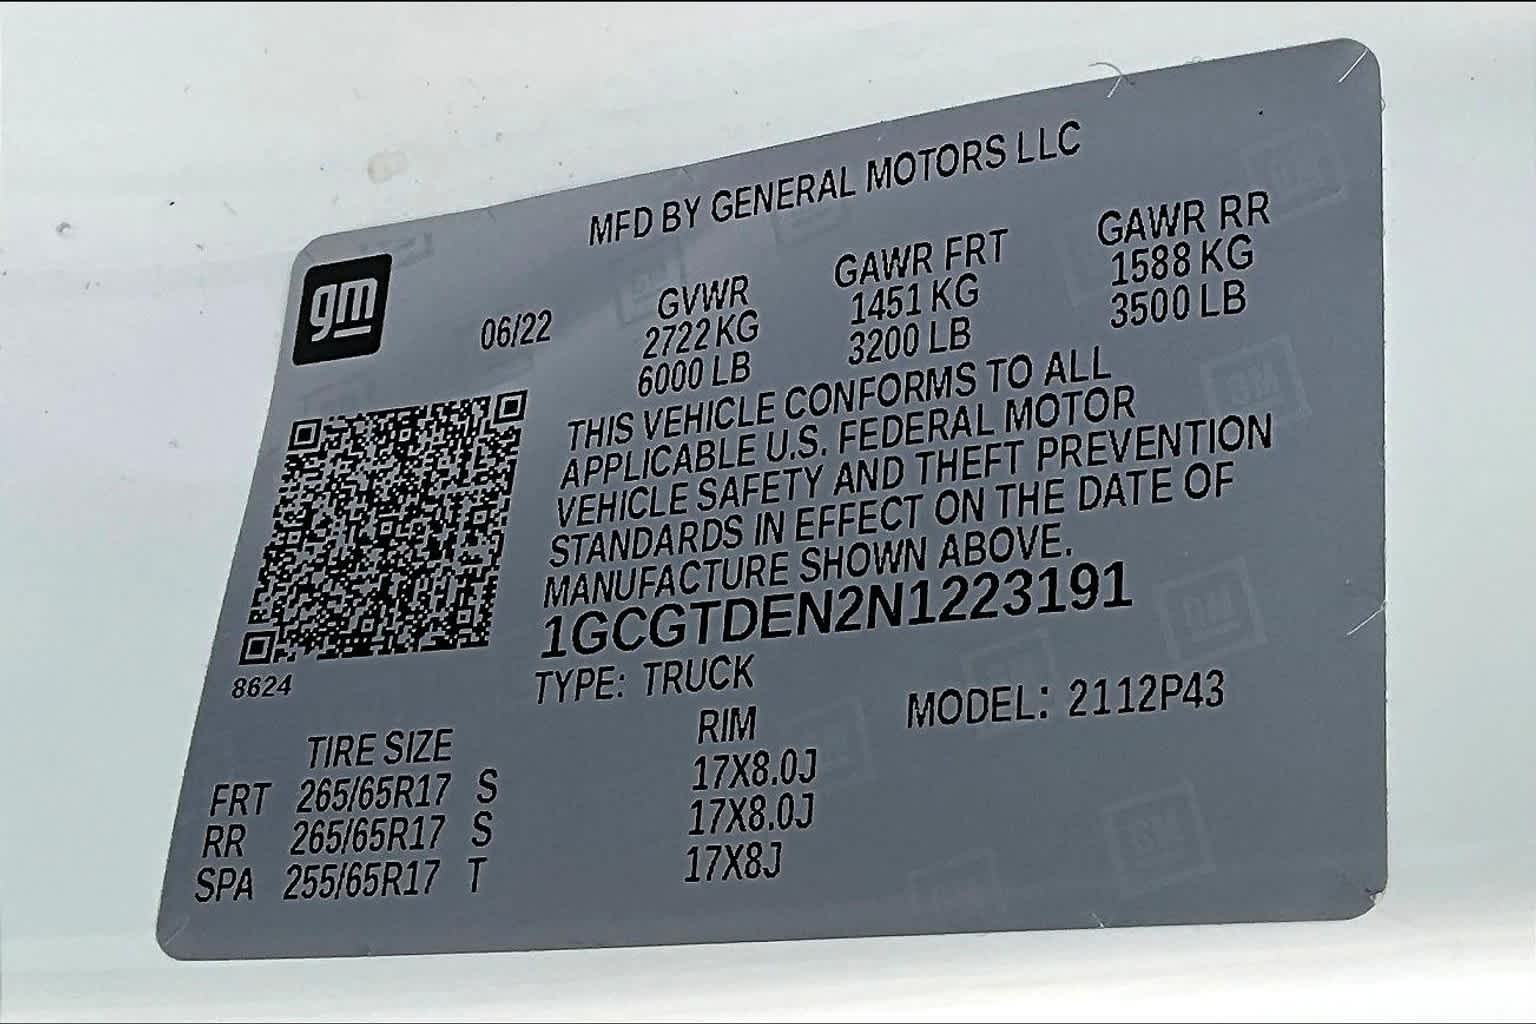 MFD BY GENERAL MOTORS LLC
gm
06/22
GVWR
2722 KG
6000 LB
GAWR FRT
1451 KG
3200 LB
GAWR RR
1588 KG
3500 LB
THIS VEHICLE CONFORMS TO ALL
APPLICABLE U.S. FEDERAL MOTOR
VEHICLE SAFETY AND THEFT PREVENTION
STANDARDS IN EFFECT ON THE DATE OF
MANUFACTURE SHOWN ABOVE.
1GCGTDEN2N1223191
8624
TYPE: TRUCK
MODEL: 2112P43
TIRE SIZE RIM
FRT 265/65R17 S 17X8.0J
RR 265/65R17 S 17X8.0J
SPA 255/65R17 T 17X8J